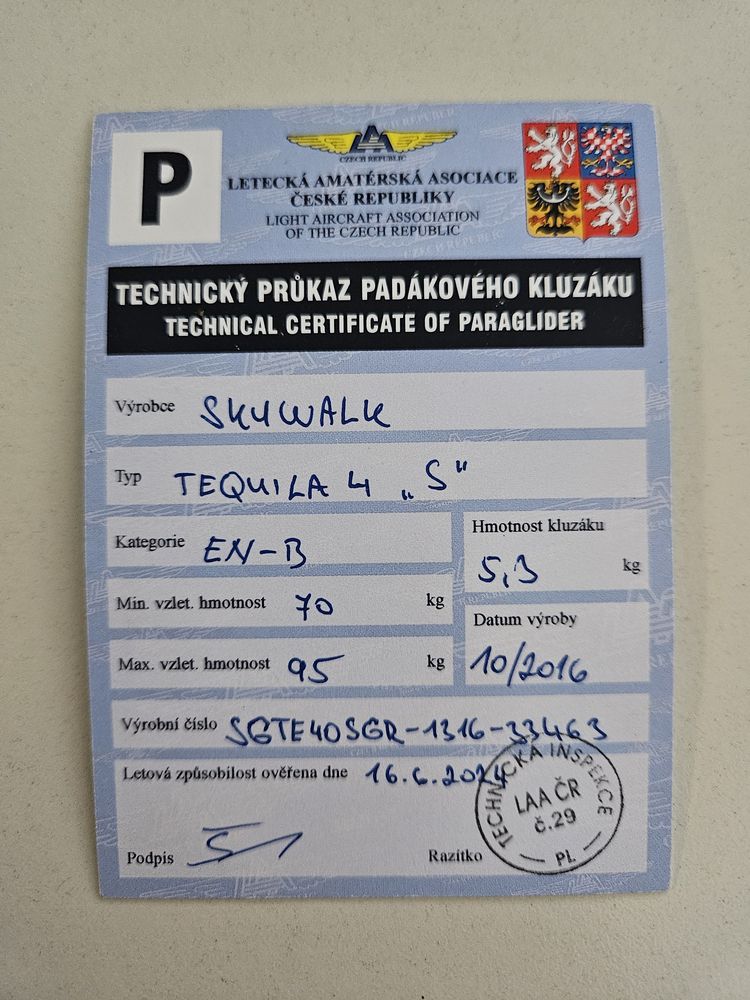 P
CZECH REPUBLIC
LETECKÁ AMATÉRSKÁ ASOCIACE
ČESKÉ REPUBLIKY
LIGHT AIRCRAFT ASSOCIATION
OF THE CZECH REPUBLIC
TECHNICKÝ PRŮKAZ PADÁKOVÉHO KLUZÁKU
TECHNICAL CERTIFICATE OF PARAGLIDER
Výrobce SKYWALK
Typ TEQUILA 4 „S“
Kategorie EN-B
Hmotnost kluzáku 5,3 kg
Min. vzlet. hmotnost 70 kg
Datum výroby 10/2016
Max. vzlet. hmotnost 95 kg
Výrobní číslo SGTE40SGR-1316-33463
Letová způsobilost ověřena dne 16.6.2024
Podpis
Razítko
TECHNICKÁ INSPEKCE
LAA ČR
č.29
PL